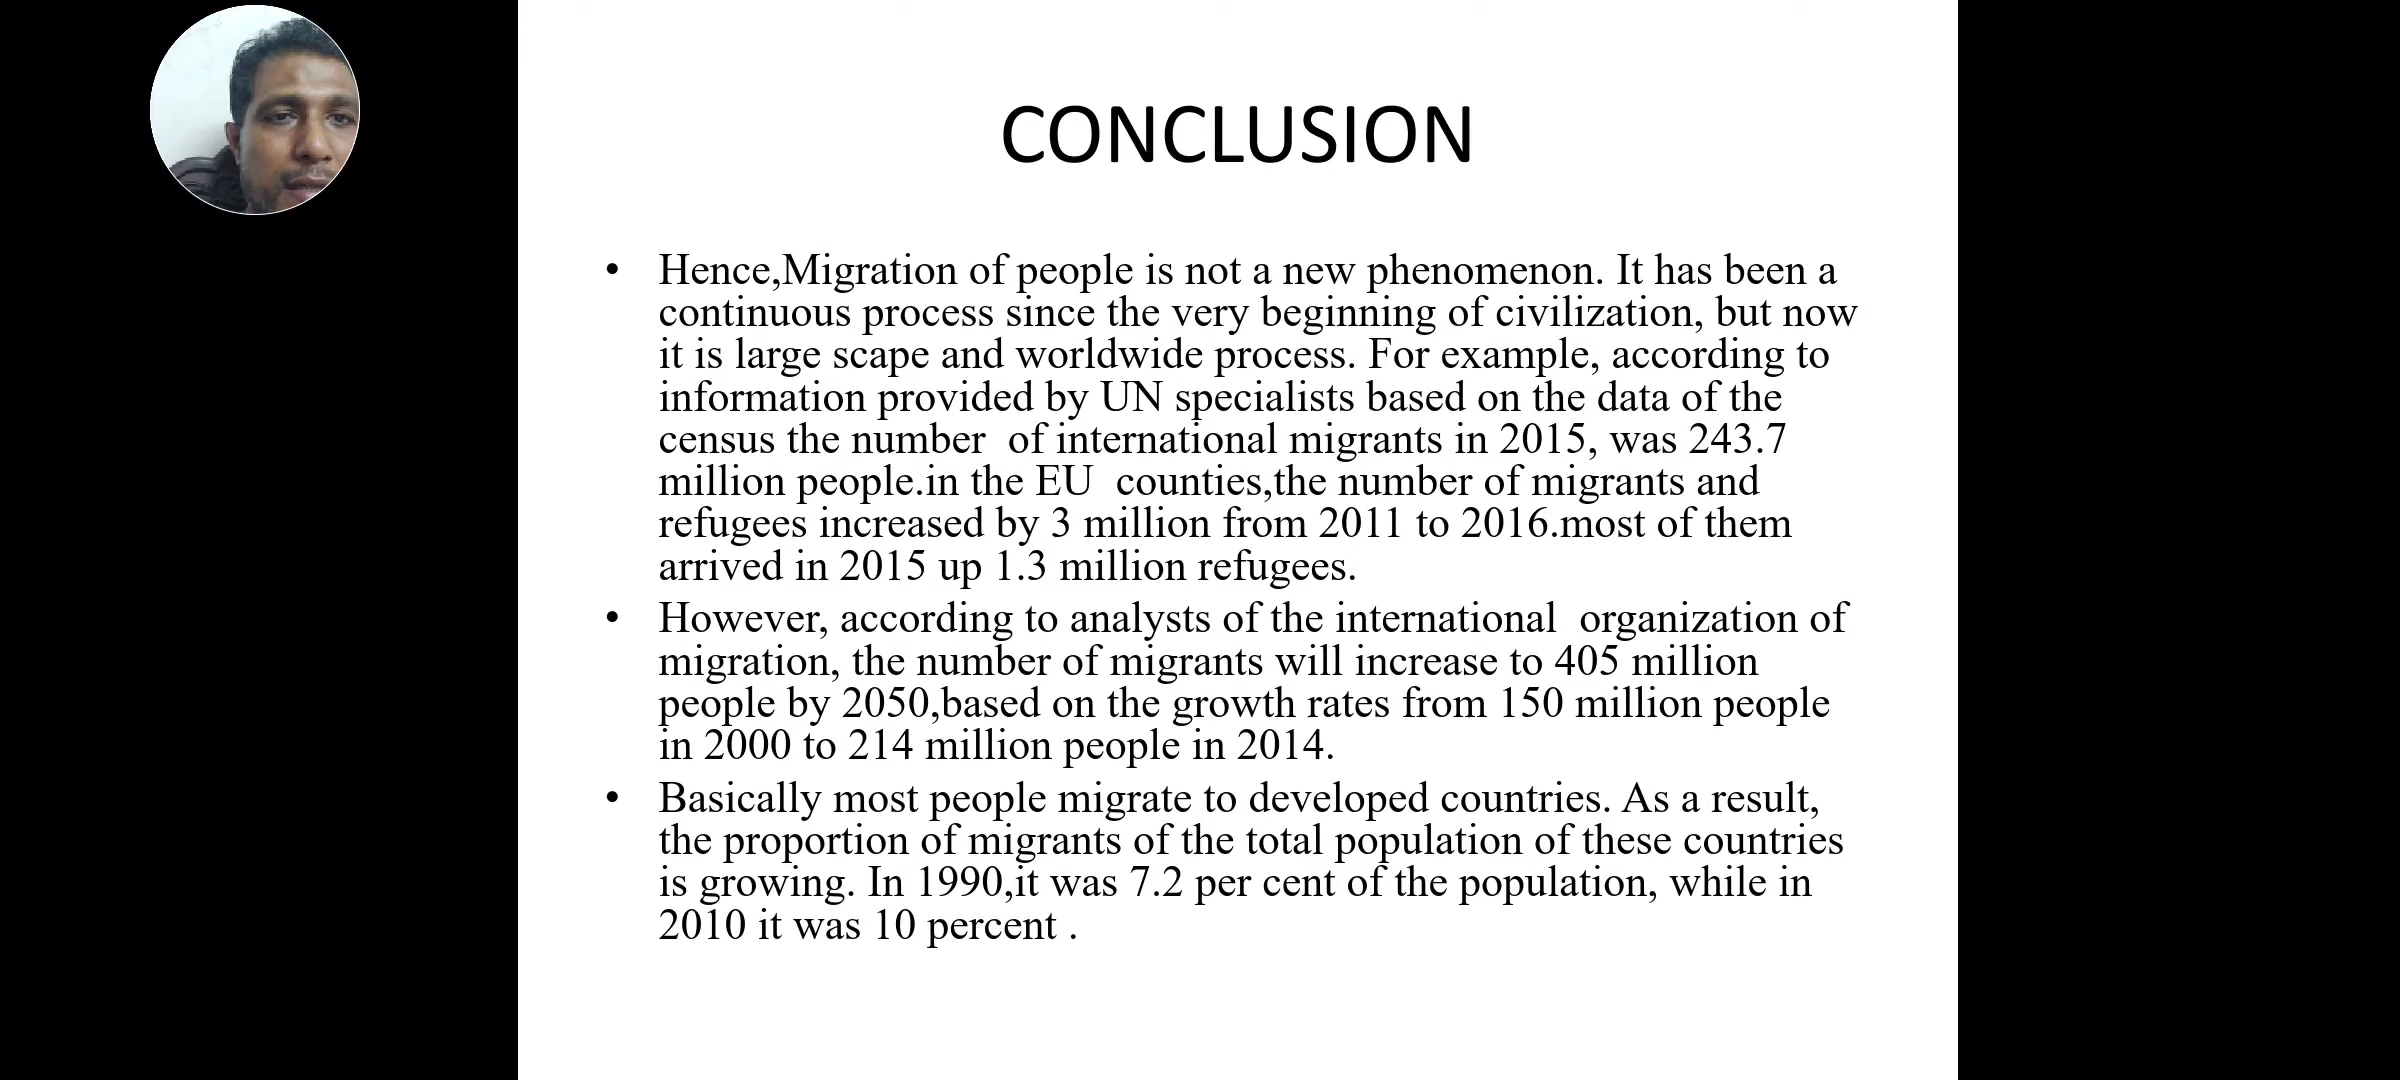 CONCLUSION
• Hence,Migration of people is not a new phenomenon. It has been a
continuous process since the very beginning of civilization, but now
it is large scape and worldwide process. For example, according to
information provided by UN specialists based on the data of the
census the number  of international migrants in 2015, was 243.7
million people.in the EU  counties,the number of migrants and
refugees increased by 3 million from 2011 to 2016.most of them
arrived in 2015 up 1.3 million refugees.
• However, according to analysts of the international  organization of
migration, the number of migrants will increase to 405 million
people by 2050,based on the growth rates from 150 million people
in 2000 to 214 million people in 2014.
• Basically most people migrate to developed countries. As a result,
the proportion of migrants of the total population of these countries
is growing. In 1990,it was 7.2 per cent of the population, while in
2010 it was 10 percent .